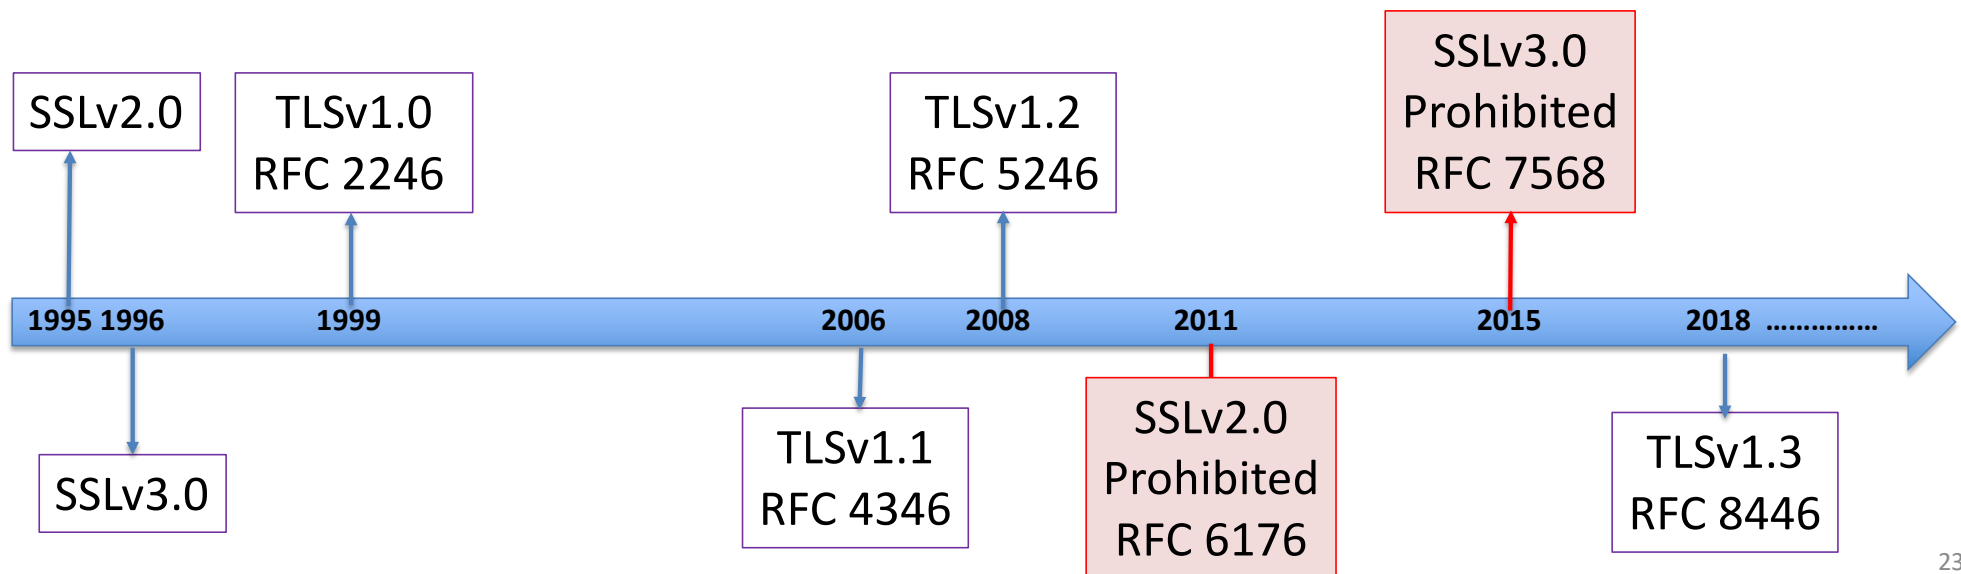 SSLv2.0
TLSv1.0
RFC 2246
TLSv1.2
RFC 5246
SSLv3.0
Prohibited
RFC 7568
1995 1996 1999 2006 2008 2011 2015 2018 ……………
SSLv3.0
TLSv1.1
RFC 4346
SSLv2.0
Prohibited
RFC 6176
TLSv1.3
RFC 8446
23